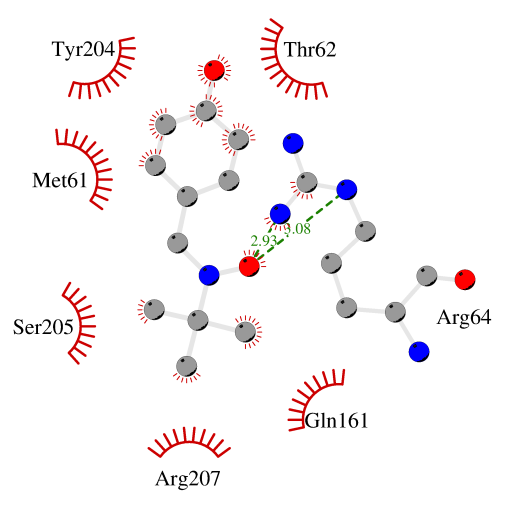 Tyr204
Thr62
Met61
2.93
3.08
Ser205
Arg64
Gln161
Arg207